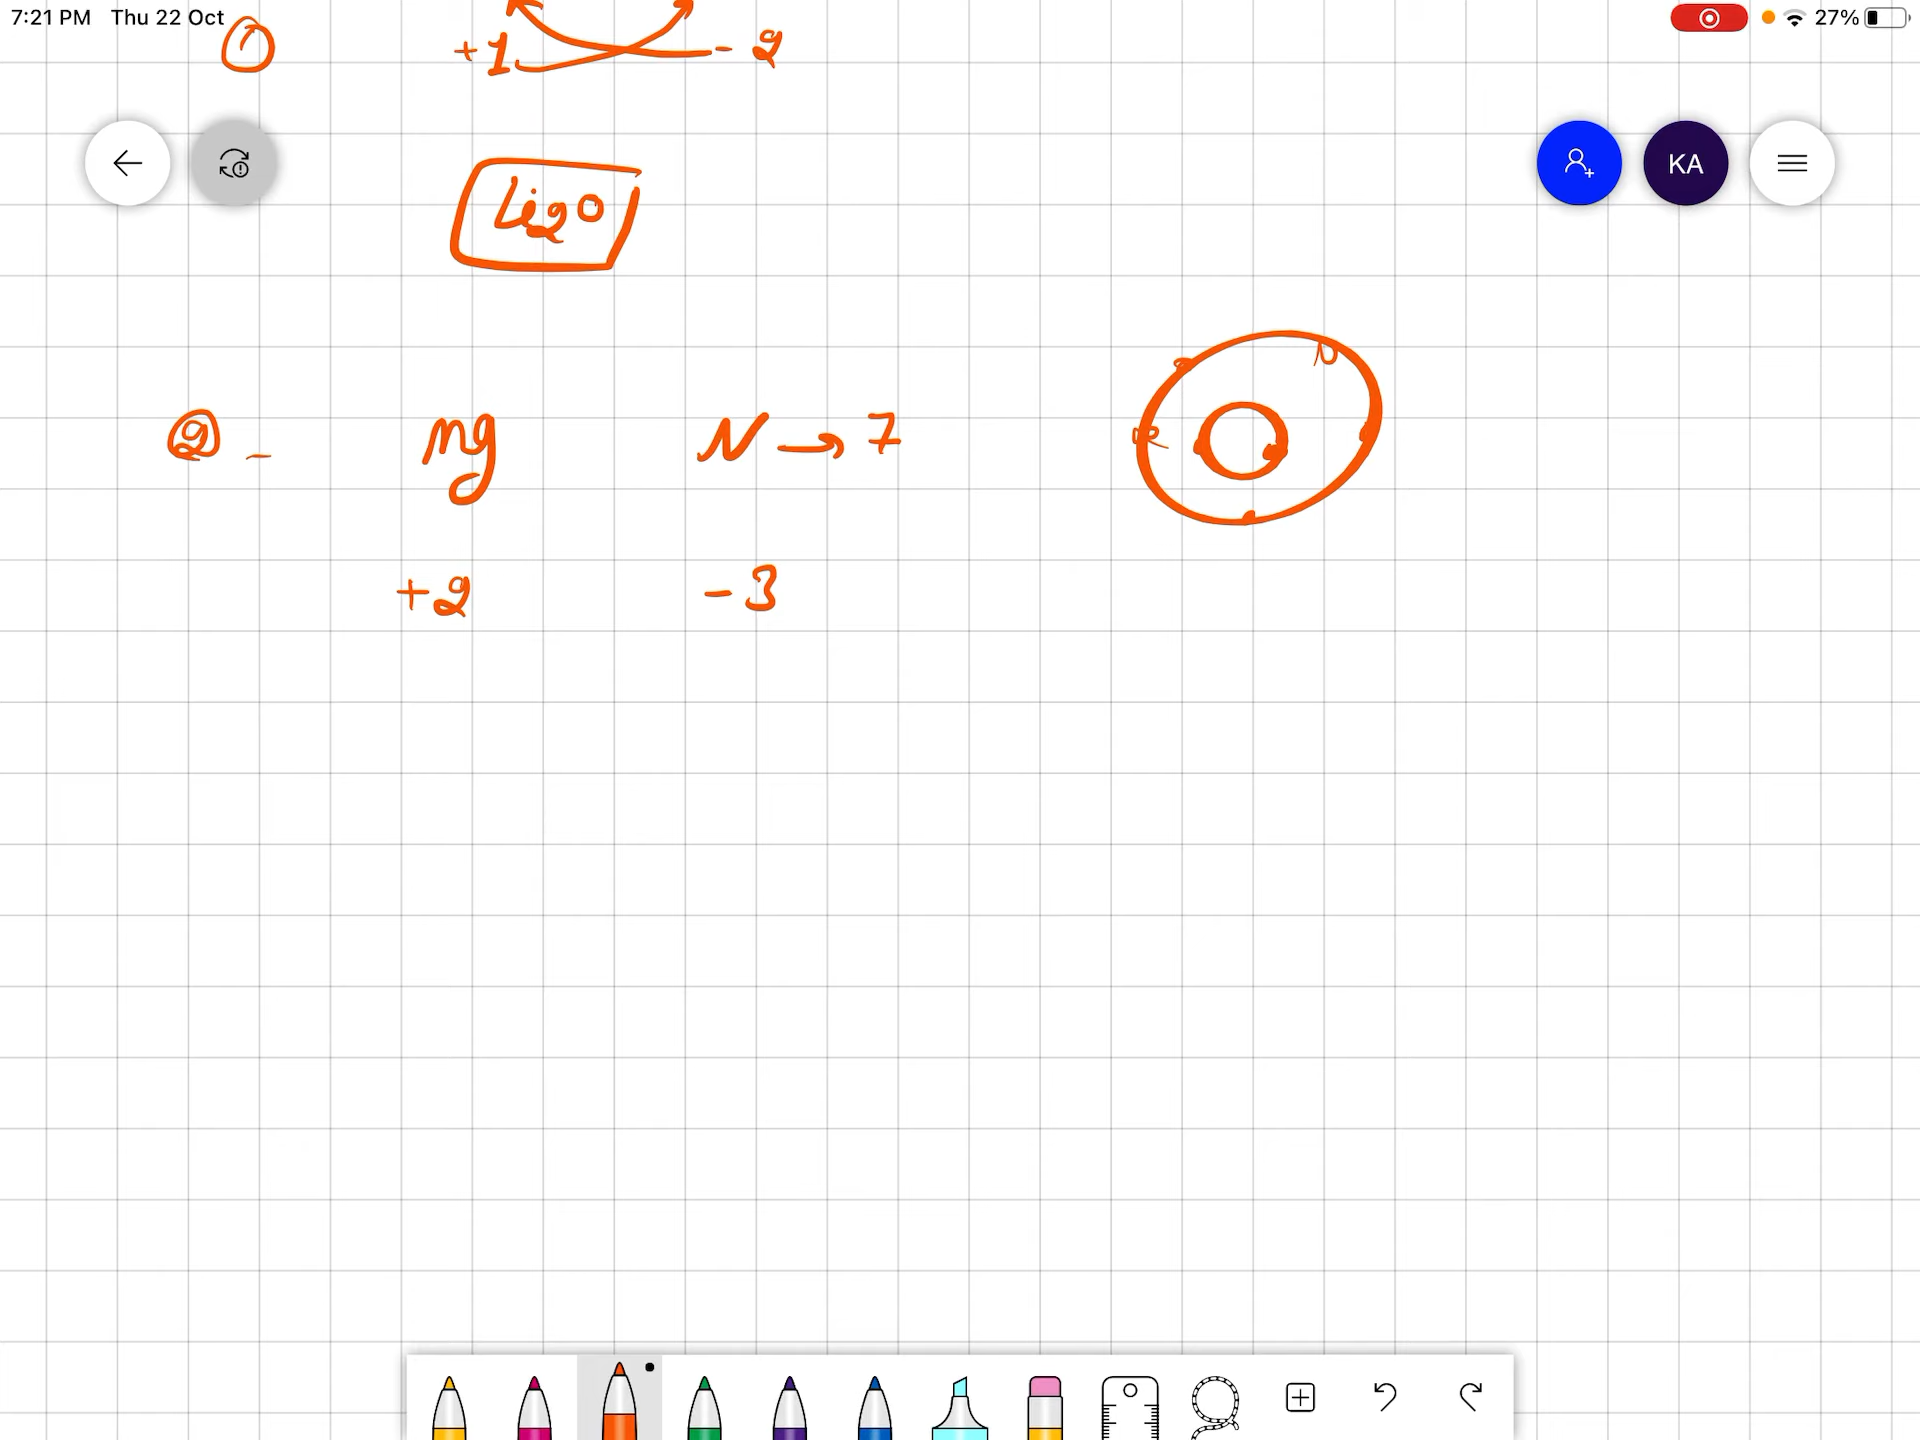 7:21 PM Thu 22 Oct
27%
1
+1 - 2
Li2O
KA
2 - Mg N → 7
+2 - 3